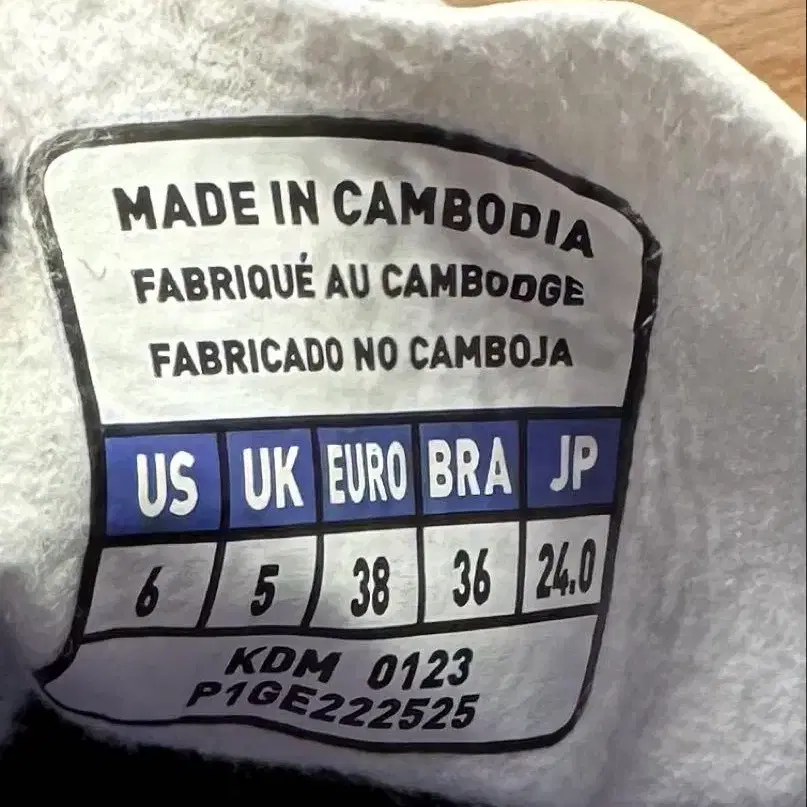 MADE IN CAMBODIA
FABRIQUÉ AU CAMBODGE
FABRICADO NO CAMBOJA
US UK EURO BRA JP
6 5 38 36 24.0
KDM 0123
P1GE222525